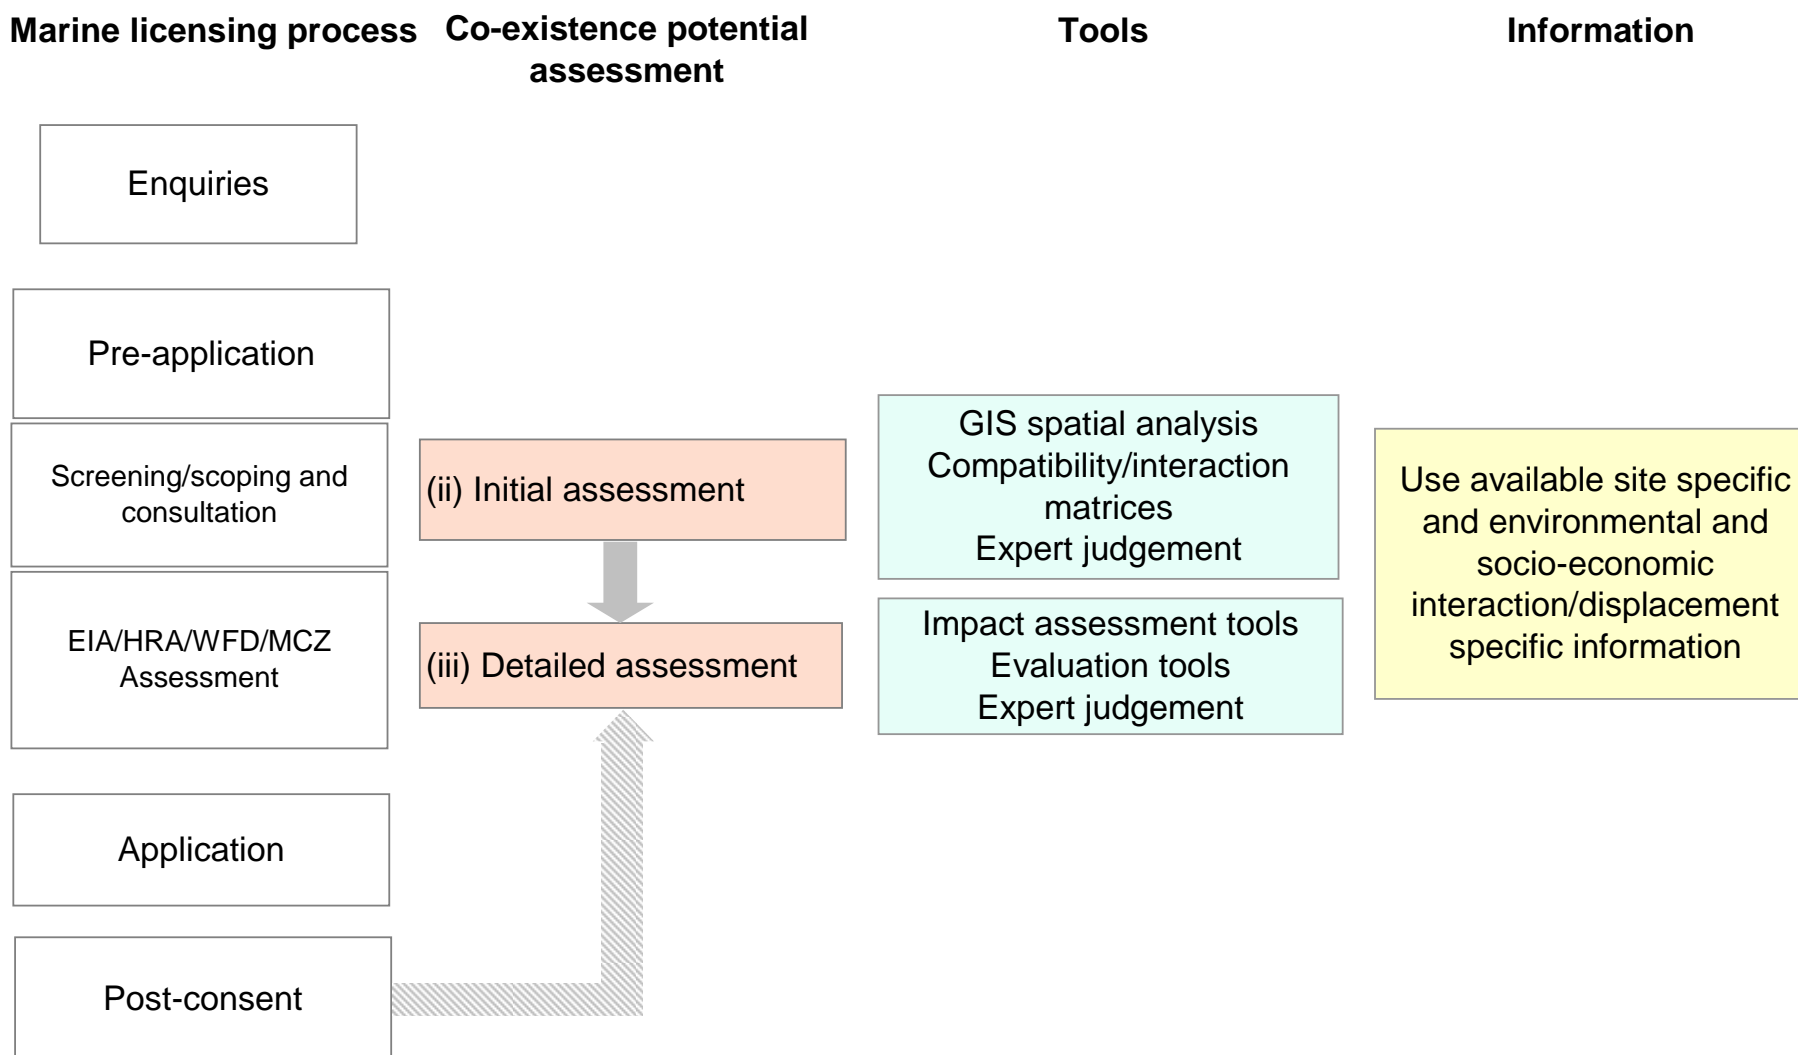 Marine licensing process
Co-existence potential
assessment
Tools
Information
Enquiries
Pre-application
Screening/scoping and
consultation
EIA/HRA/WFD/MCZ
Assessment
Application
Post-consent
(ii) Initial assessment
(iii) Detailed assessment
GIS spatial analysis
Compatibility/interaction
matrices
Expert judgement
Impact assessment tools
Evaluation tools
Expert judgement
Use available site specific
and environmental and
socio-economic
interaction/displacement
specific information